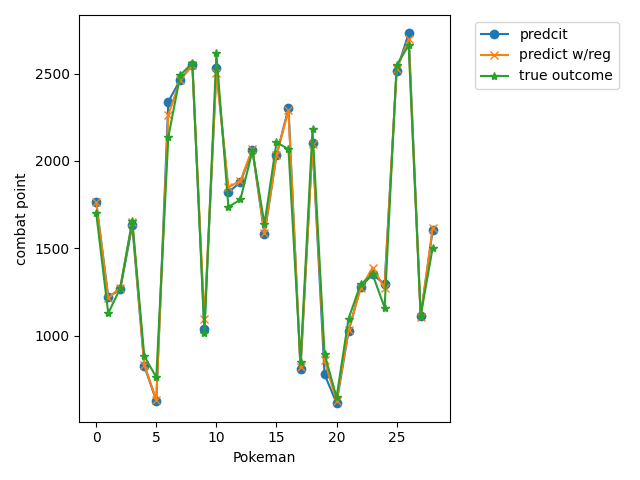 predcit
predict w/reg
true outcome
2500
2000
1500
1000
combat point
0 5 10 15 20 25
Pokeman